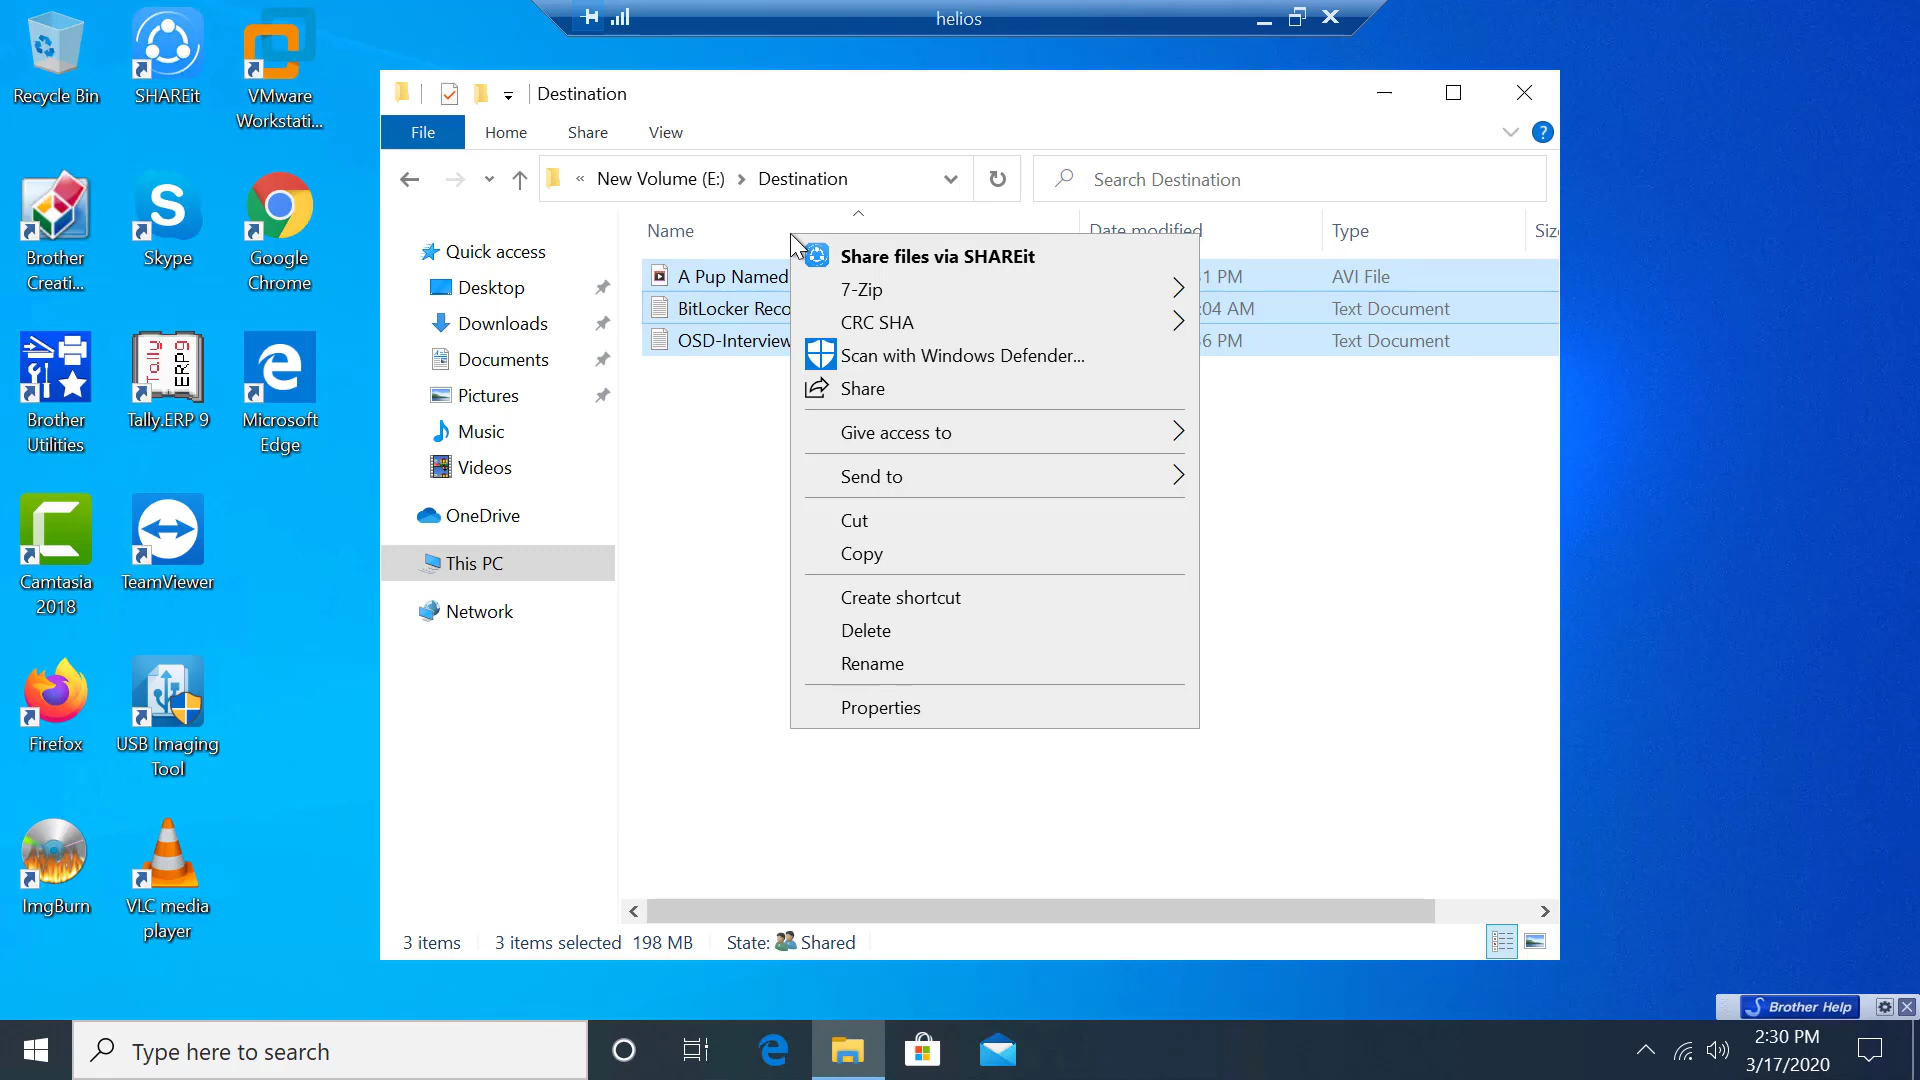 helios
Recycle Bin
SHAREit
VMware
Workstati...
Brother
Creati...
Skype
Google
Chrome
Brother
Utilities
Tally
ERP9
Tally.ERP 9
Microsoft
Edge
Camtasia
2018
TeamViewer
Firefox
USB Imaging
Tool
ImgBurn
VLC media
player
Destination
File
Home
Share
View
« New Volume (E:) > Destination
Search Destination
Name
Date modified
Type
Siz
Quick access
Desktop
Downloads
Documents
Pictures
Music
Videos
OneDrive
This PC
Network
A Pup Named
1 PM
AVI File
BitLocker Reco
:04 AM
Text Document
OSD-Interview
6 PM
Text Document
Share files via SHAREit
7-Zip
CRC SHA
Scan with Windows Defender...
Share
Give access to
Send to
Cut
Copy
Create shortcut
Delete
Rename
Properties
3 items
3 items selected 198 MB
State: Shared
Brother Help
Type here to search
2:30 PM
3/17/2020